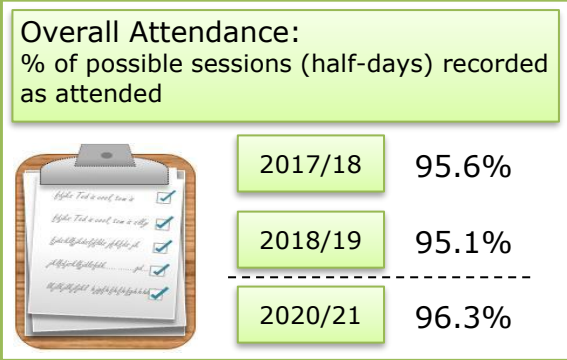 Overall Attendance:
% of possible sessions (half-days) recorded
as attended
2017/18 95.6%
2018/19 95.1%
2020/21 96.3%